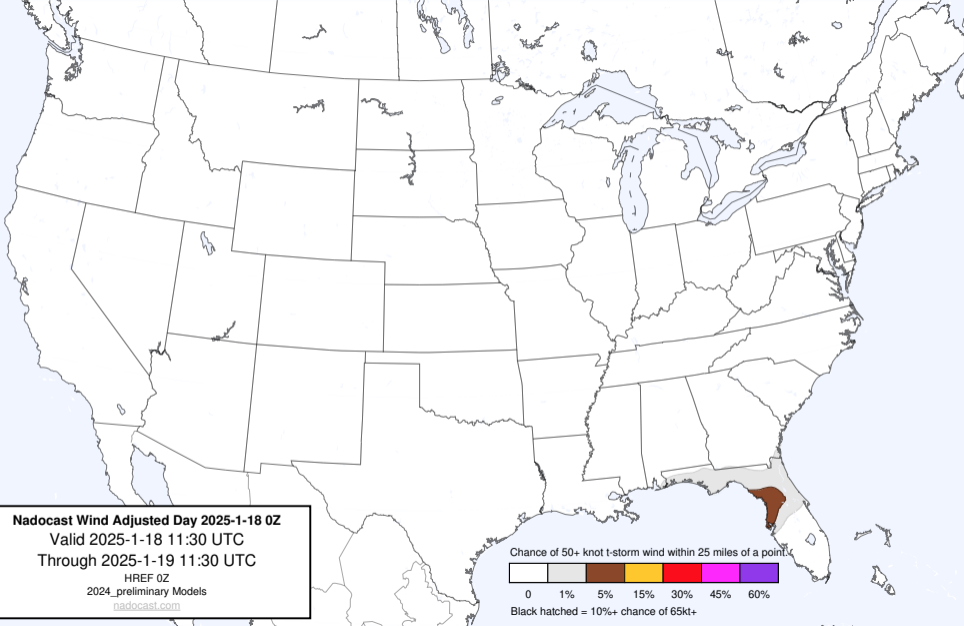 Nadocast Wind Adjusted Day 2025-1-18 0Z
Valid 2025-1-18 11:30 UTC
Through 2025-1-19 11:30 UTC
HREF 0Z
2024_preliminary Models
nadocast.com
Chance of 50+ knot t-storm wind within 25 miles of a point.
0 1% 5% 15% 30% 45% 60%
Black hatched = 10%+ chance of 65kt+